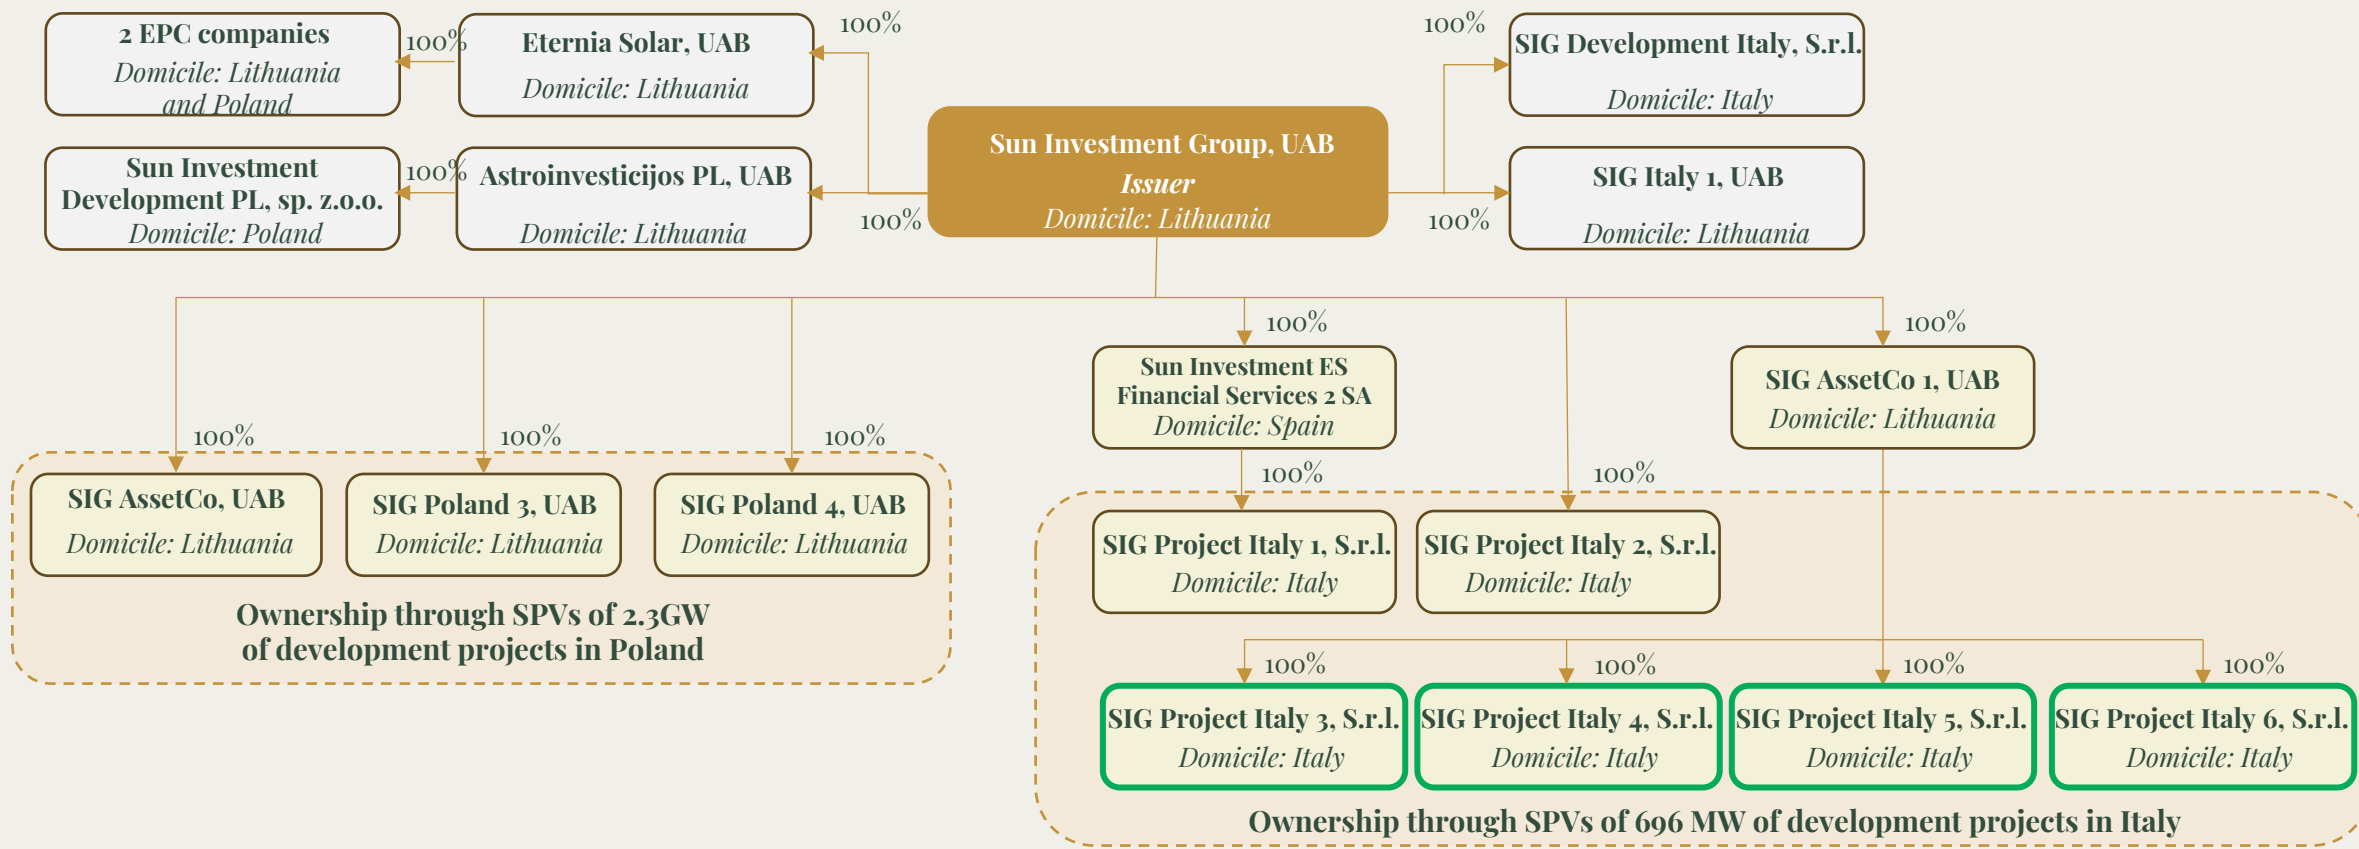 2 EPC companies
Domicile: Lithuania
and Poland
100%
Eternia Solar, UAB
Domicile: Lithuania
100%
100%
SIG Development Italy, S.r.l.
Domicile: Italy
Sun Investment
Development PL, sp. z.o.o.
Domicile: Poland
100%
Astroinvesticijos PL, UAB
Domicile: Lithuania
100%
Sun Investment Group, UAB
Issuer
Domicile: Lithuania
100%
SIG Italy 1, UAB
Domicile: Lithuania
100%
Sun Investment ES
Financial Services 2 SA
Domicile: Spain
100%
SIG AssetCo 1, UAB
Domicile: Lithuania
100%
100%
100%
SIG AssetCo, UAB
Domicile: Lithuania
SIG Poland 3, UAB
Domicile: Lithuania
SIG Poland 4, UAB
Domicile: Lithuania
Ownership through SPVs of 2.3GW
of development projects in Poland
100%
100%
SIG Project Italy 1, S.r.l.
Domicile: Italy
SIG Project Italy 2, S.r.l.
Domicile: Italy
100%
100%
100%
100%
SIG Project Italy 3, S.r.l.
Domicile: Italy
SIG Project Italy 4, S.r.l.
Domicile: Italy
SIG Project Italy 5, S.r.l.
Domicile: Italy
SIG Project Italy 6, S.r.l.
Domicile: Italy
Ownership through SPVs of 696 MW of development projects in Italy